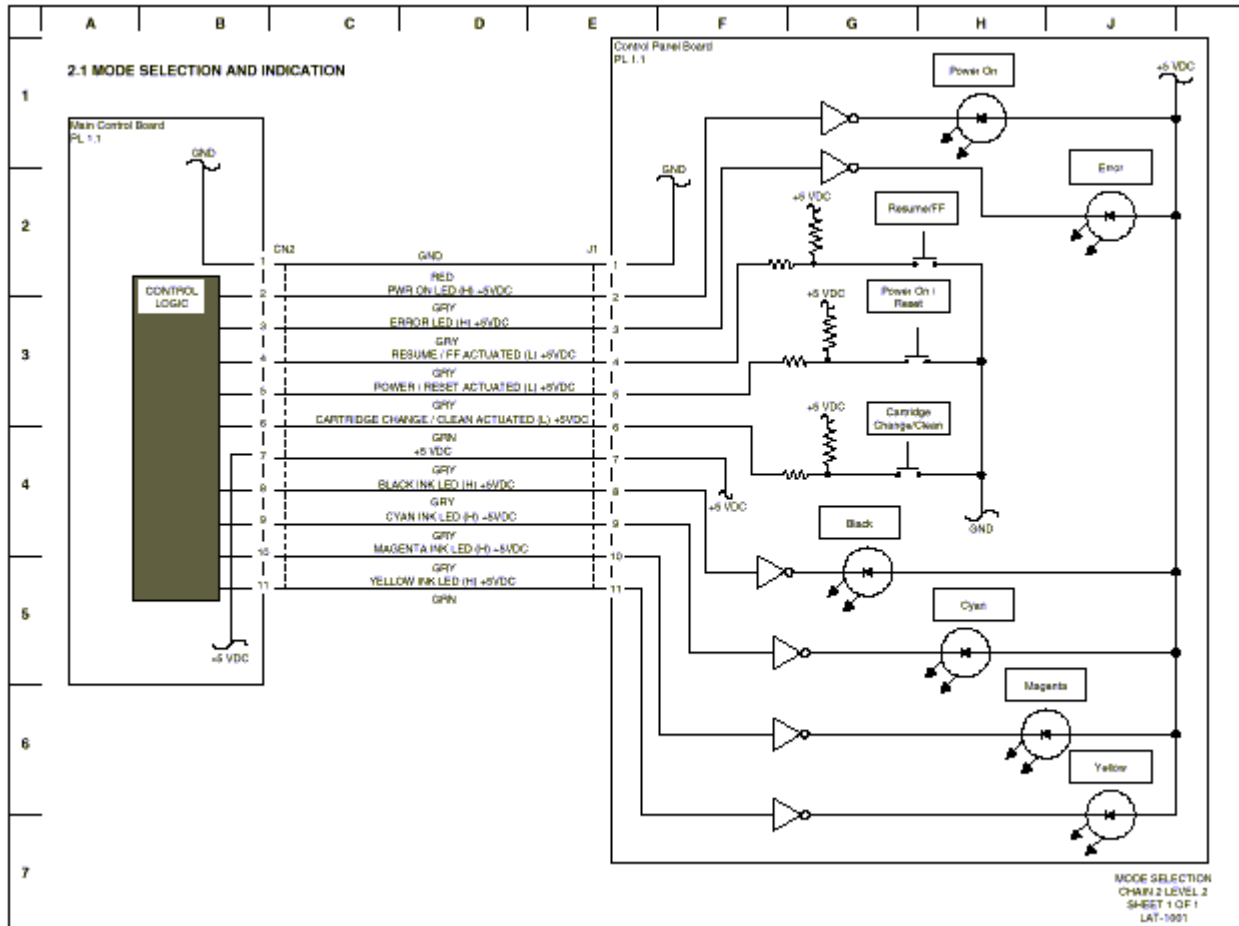 A B C D E F G H J
1
2
3
4
5
6
7
2.1 MODE SELECTION AND INDICATION
Main Control Board
PL 1.1
GND
CONTROL
LOGIC
+5 VDC
CN2
J1
1 GND 1
RED
2 PWR ON LED (H) +5VDC 2
GRY
3 ERROR LED (H) +5VDC 3
GRY
4 RESUME / FF ACTUATED (L) +5VDC 4
GRY
5 POWER / RESET ACTUATED (L) +5VDC 5
GRY
6 CARTRIDGE CHANGE / CLEAN ACTUATED (L) +5VDC 6
GRN
7 +5 VDC 7
GRY
8 BLACK INK LED (H) +5VDC 8
GRY
9 CYAN INK LED (H) +5VDC 9
GRY
10 MAGENTA INK LED (H) +5VDC 10
GRY
11 YELLOW INK LED (H) +5VDC 11
GRN
Control Panel Board
PL 1.1
Power On
+5 VDC
GND
Error
+5 VDC
Resume/FF
+5 VDC
Power On /
Reset
+5 VDC
Cartridge
Change/Clean
+5 VDC
GND
Black
Cyan
Magenta
Yellow
MODE SELECTION
CHAIN 2 LEVEL 2
SHEET 1 OF 1
LAT-1001